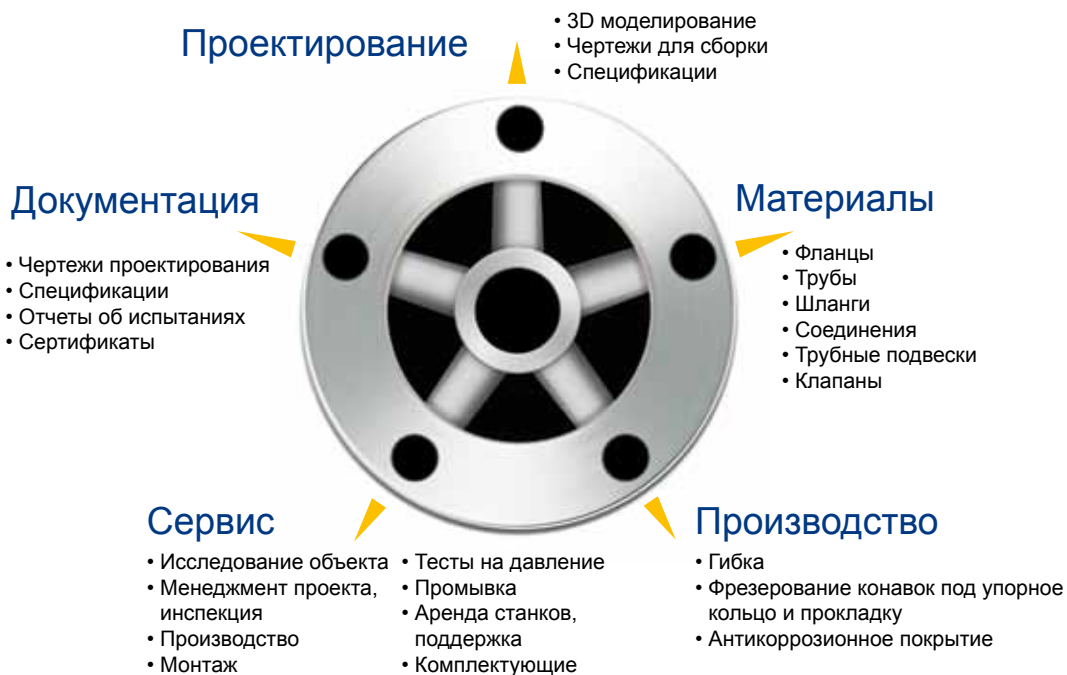 Проектирование
• 3D моделирование
• Чертежи для сборки
• Спецификации
Документация
• Чертежи проектирования
• Спецификации
• Отчеты об испытаниях
• Сертификаты
Материалы
• Фланцы
• Трубы
• Шланги
• Соединения
• Трубные подвески
• Клапаны
Сервис
• Исследование объекта
• Менеджмент проекта,
инспекция
• Производство
• Монтаж
• Тесты на давление
• Промывка
• Аренда станков,
поддержка
• Комплектующие
Производство
• Гибка
• Фрезерование конавок под упорное
кольцо и прокладку
• Антикоррозионное покрытие